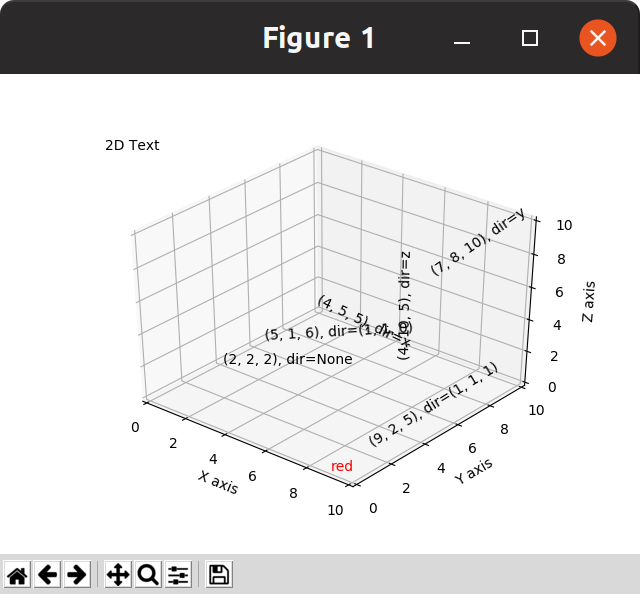 Figure 1
2D Text
(7, 8, 10), dir=y
(4, 10, 5), dir=z
(4, 5, 5), dir=x
(5, 1, 6), dir=(1, 1, 0)
(2, 2, 2), dir=None
(9, 2, 5), dir=(1, 1, 1)
red
0
2
4
6
8
10
X axis
0
2
4
6
8
10
Y axis
0
2
4
6
8
10
Z axis